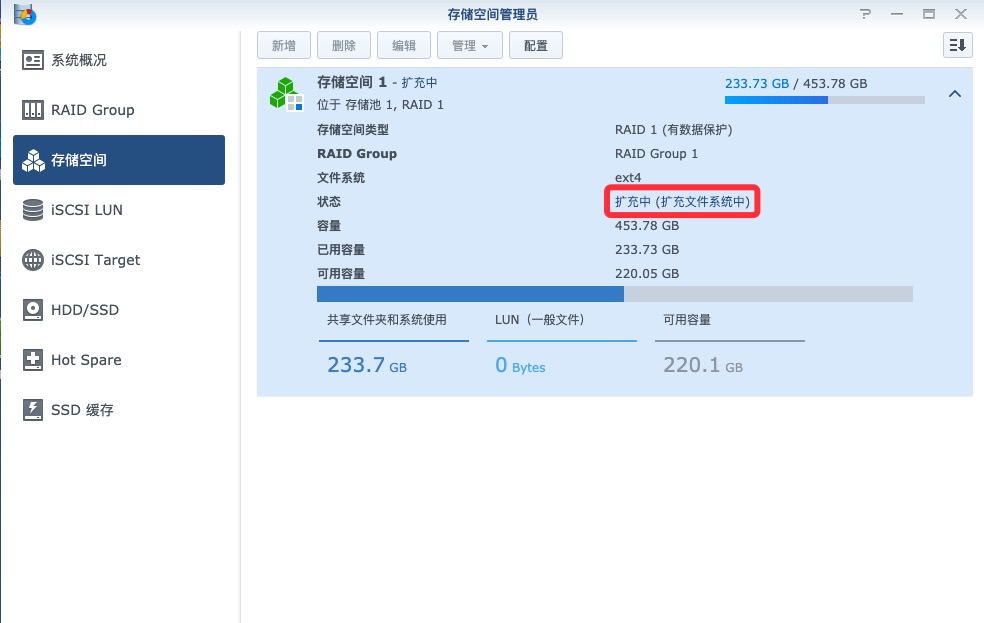 存储空间管理员
系统概况
RAID Group
存储空间
iSCSI LUN
iSCSI Target
HDD/SSD
Hot Spare
SSD 缓存
新增 删除 编辑 管理 配置
存储空间 1 - 扩充中
位于 存储池 1, RAID 1
233.73 GB / 453.78 GB
存储空间类型 RAID 1 (有数据保护)
RAID Group RAID Group 1
文件系统 ext4
状态 扩充中 (扩充文件系统中)
容量 453.78 GB
已用容量 233.73 GB
可用容量 220.05 GB
共享文件夹和系统使用 LUN（一般文件） 可用容量
233.7 GB 0 Bytes 220.1 GB